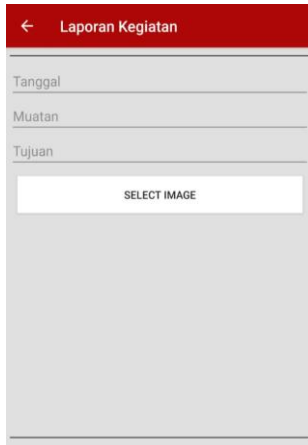 Laporan Kegiatan
Tanggal
Muatan
Tujuan
SELECT IMAGE